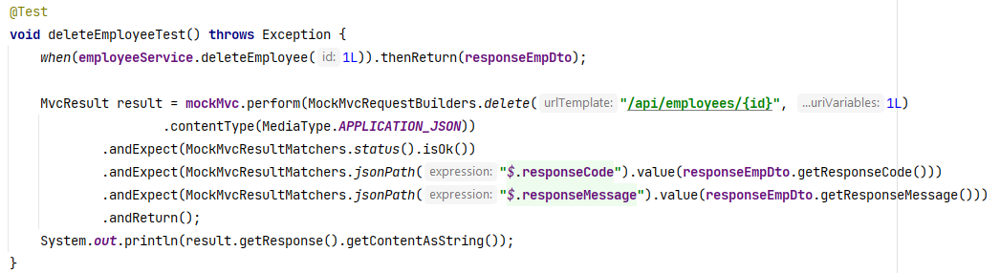 @Test
void deleteEmployeeTest() throws Exception {
    when(employeeService.deleteEmployee( id: 1L)).thenReturn(responseEmpDto);
    MvcResult result = mockMvc.perform(MockMvcRequestBuilders.delete( urlTemplate: "/api/employees/{id}", ...uriVariables: 1L)
                    .contentType(MediaType.APPLICATION_JSON))
            .andExpect(MockMvcResultMatchers.status().isOk())
            .andExpect(MockMvcResultMatchers.jsonPath( expression: "$.responseCode").value(responseEmpDto.getResponseCode()))
            .andExpect(MockMvcResultMatchers.jsonPath( expression: "$.responseMessage").value(responseEmpDto.getResponseMessage()))
            .andReturn();
    System.out.println(result.getResponse().getContentAsString());
}